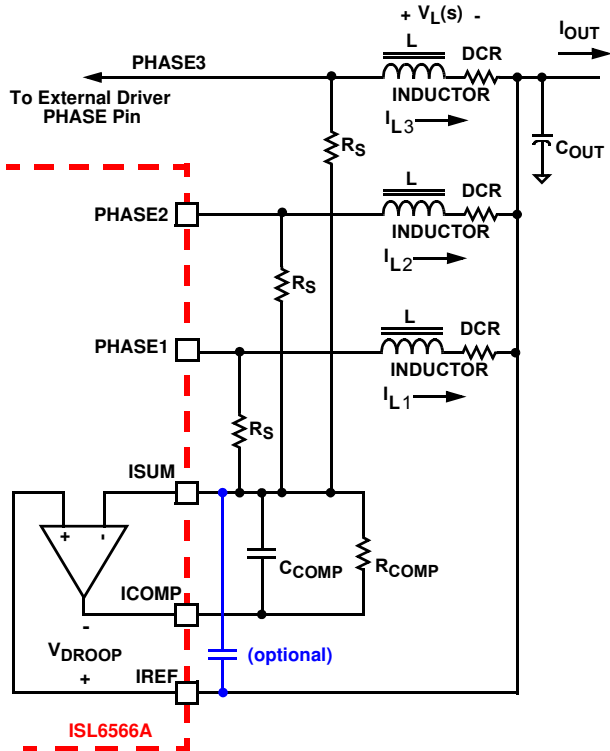 + VL(s) -
IOUT
L
DCR
PHASE3
INDUCTOR
To External Driver
PHASE Pin
IL3
COUT
RS
L
DCR
PHASE2
INDUCTOR
IL2
RS
L
DCR
PHASE1
INDUCTOR
IL1
RS
ISUM
+ -
CCOMP
RCOMP
ICOMP
-
VDROOP
+
(optional)
IREF
ISL6566A